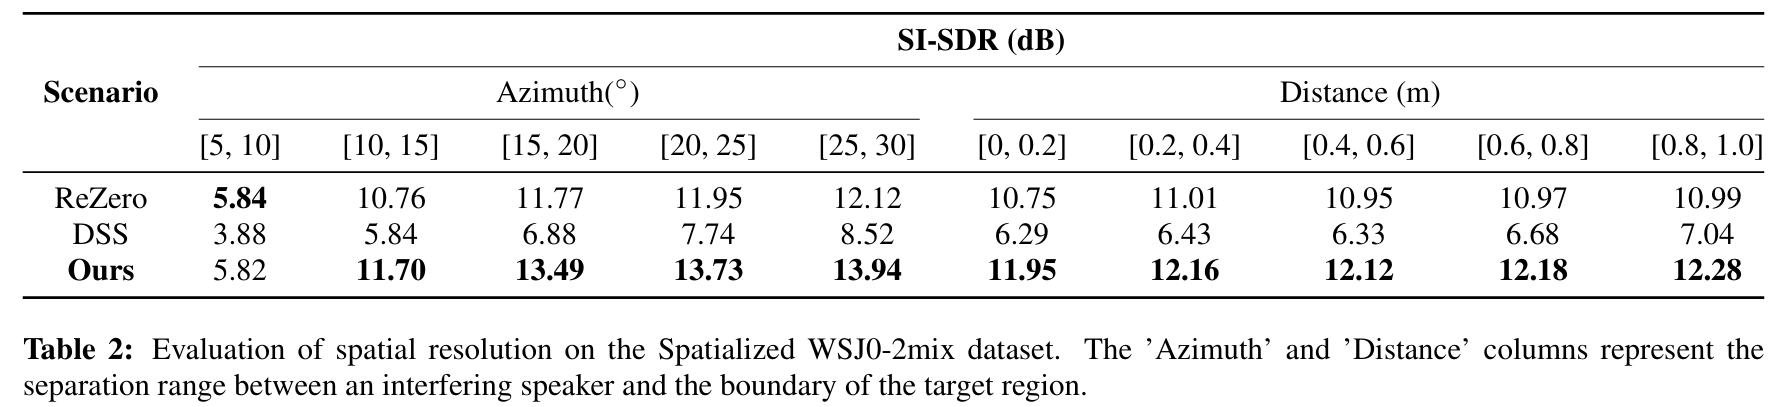 SI-SDR (dB)
Scenario Azimuth(°) Distance (m)
[5, 10] [10, 15] [15, 20] [20, 25] [25, 30] [0, 0.2] [0.2, 0.4] [0.4, 0.6] [0.6, 0.8] [0.8, 1.0]
ReZero 5.84 10.76 11.77 11.95 12.12 10.75 11.01 10.95 10.97 10.99
DSS 3.88 5.84 6.88 7.74 8.52 6.29 6.43 6.33 6.68 7.04
Ours 5.82 11.70 13.49 13.73 13.94 11.95 12.16 12.12 12.18 12.28
Table 2: Evaluation of spatial resolution on the Spatialized WSJ0-2mix dataset. The ’Azimuth’ and ’Distance’ columns represent the
separation range between an interfering speaker and the boundary of the target region.